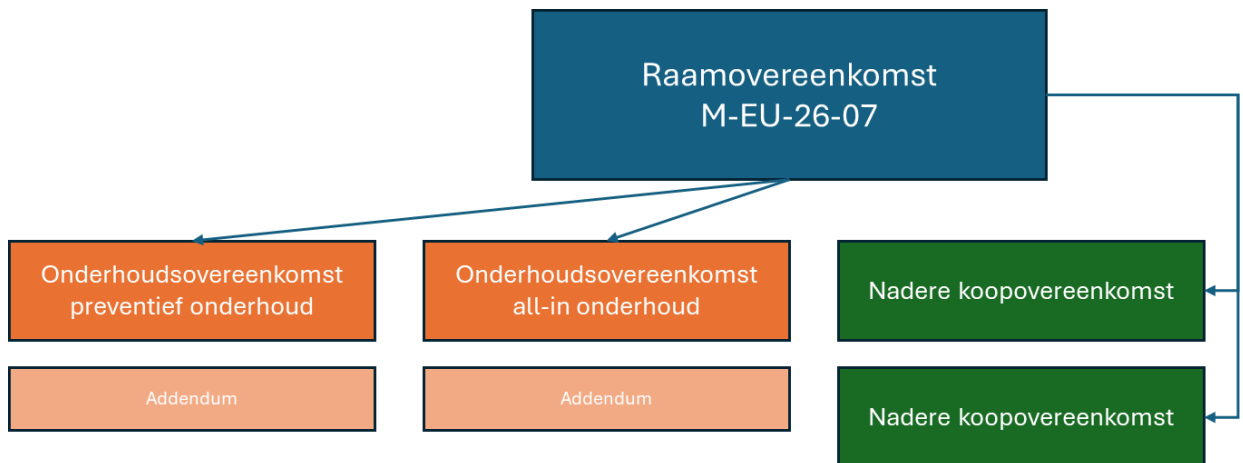 Raamovereenkomst
M-EU-26-07
Onderhoudsovereenkomst
preventief onderhoud
Onderhoudsovereenkomst
all-in onderhoud
Nadere koopovereenkomst
Addendum
Addendum
Nadere koopovereenkomst